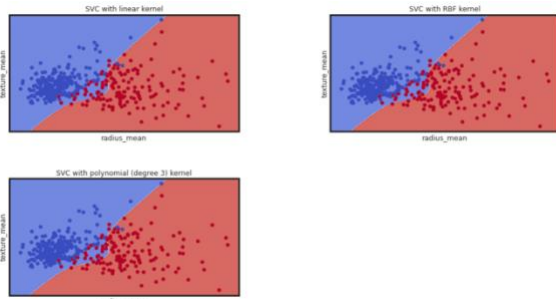 SVC with linear kernel
texture_mean
radius_mean
SVC with RBF kernel
texture_mean
radius_mean
SVC with polynomial (degree 3) kernel
texture_mean